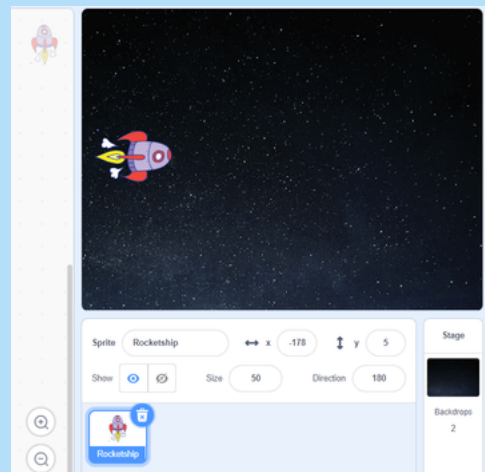 Sprite Rocketship x -178 y 5
Stage
Show Size 50 Direction 180
Backdrops
2
Rocketship